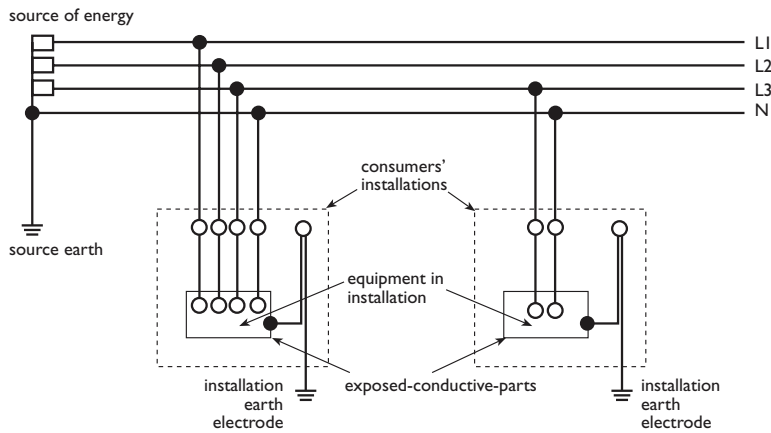 source of energy
L1
L2
L3
N
source earth
consumers'
installations
equipment in
installation
exposed-conductive-parts
installation
earth
electrode
installation
earth
electrode